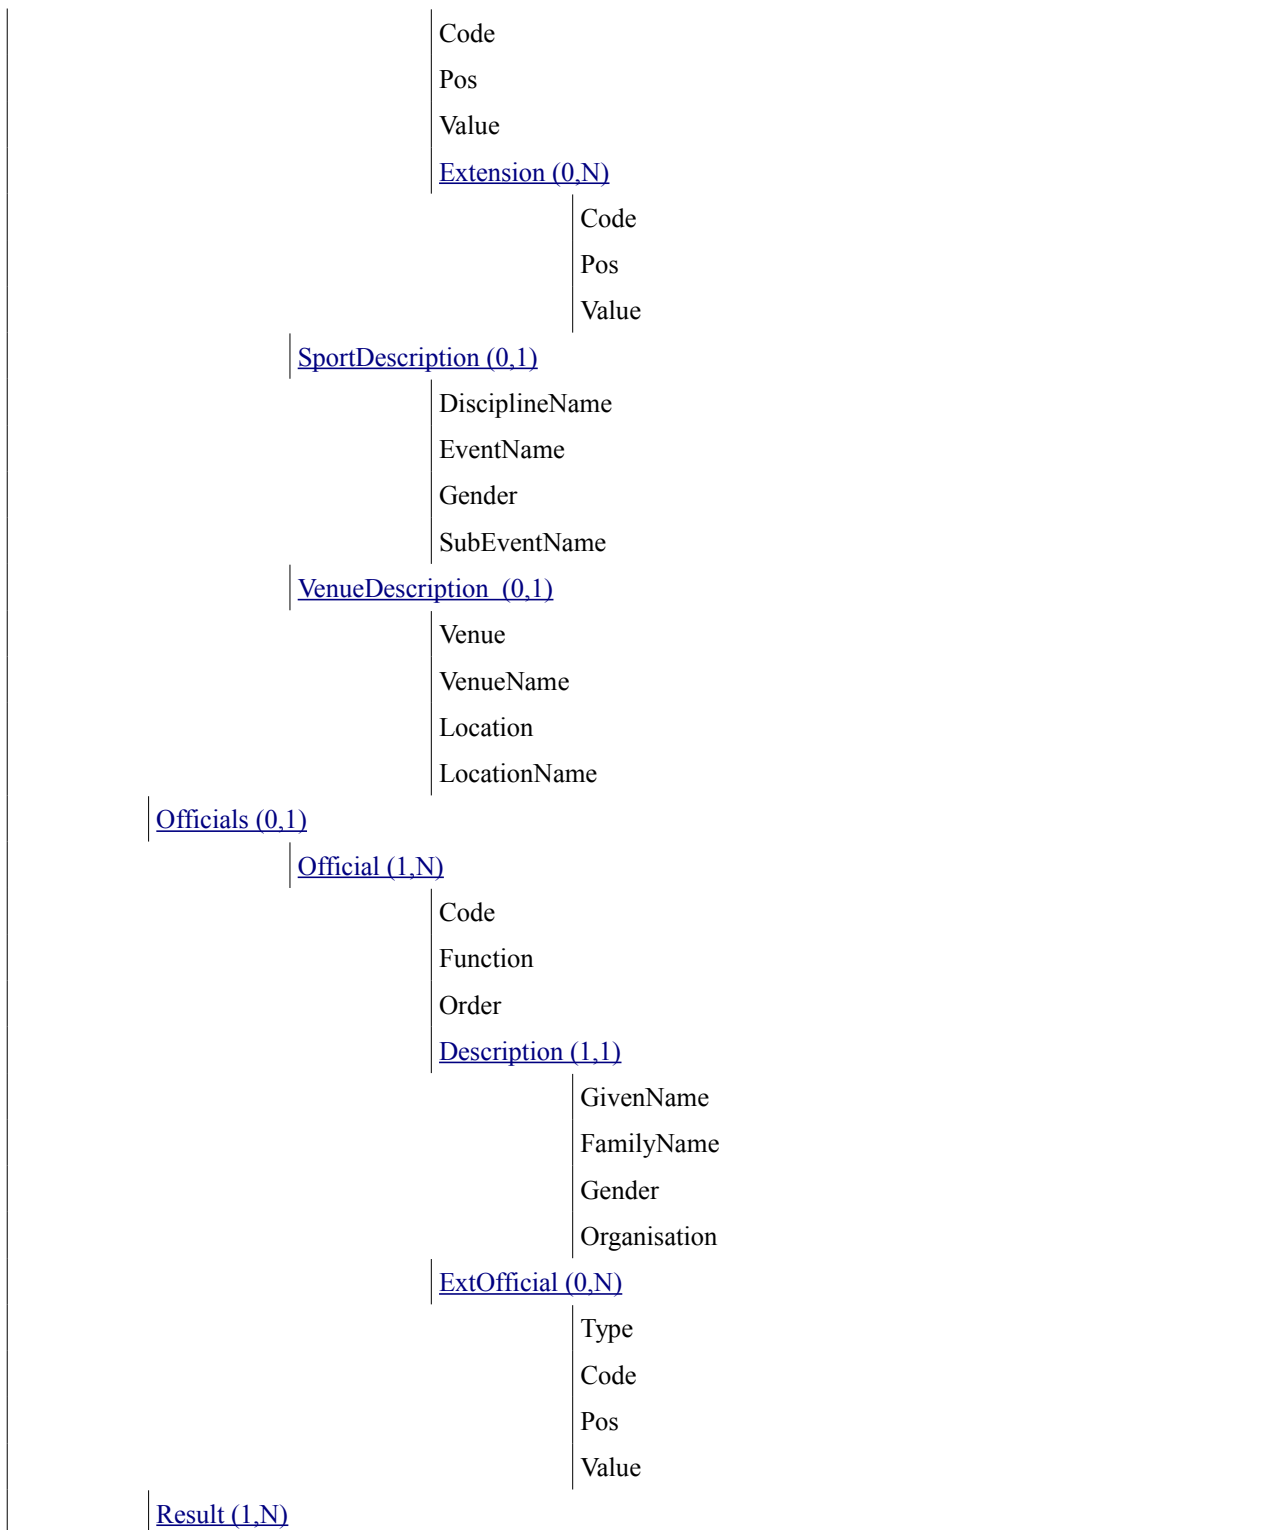 Code
Pos
Value
Extension (0,N)
Code
Pos
Value
SportDescription (0,1)
DisciplineName
EventName
Gender
SubEventName
VenueDescription  (0,1)
Venue
VenueName
Location
LocationName
Officials (0,1)
Official (1,N)
Code
Function
Order
Description (1,1)
GivenName
FamilyName
Gender
Organisation
ExtOfficial (0,N)
Type
Code
Pos
Value
Result (1,N)